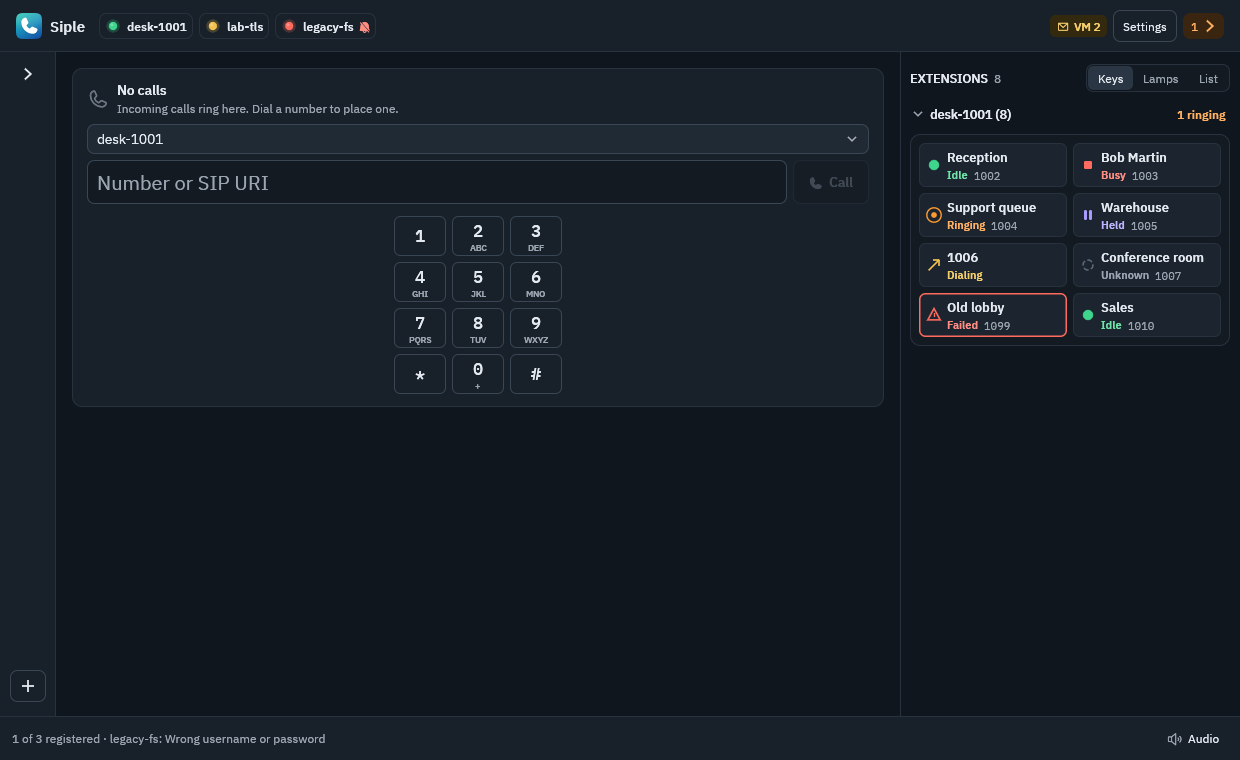 Siple
desk-1001
lab-tls
legacy-fs
VM 2
Settings
1
No calls
Incoming calls ring here. Dial a number to place one.
desk-1001
Number or SIP URI
Call
1
2
ABC
3
DEF
4
GHI
5
JKL
6
MNO
7
PQRS
8
TUV
9
WXYZ
*
0
+
#
EXTENSIONS 8
Keys
Lamps
List
desk-1001 (8)
1 ringing
Reception
Idle 1002
Bob Martin
Busy 1003
Support queue
Ringing 1004
Warehouse
Held 1005
1006
Dialing
Conference room
Unknown 1007
Old lobby
Failed 1099
Sales
Idle 1010
1 of 3 registered · legacy-fs: Wrong username or password
Audio